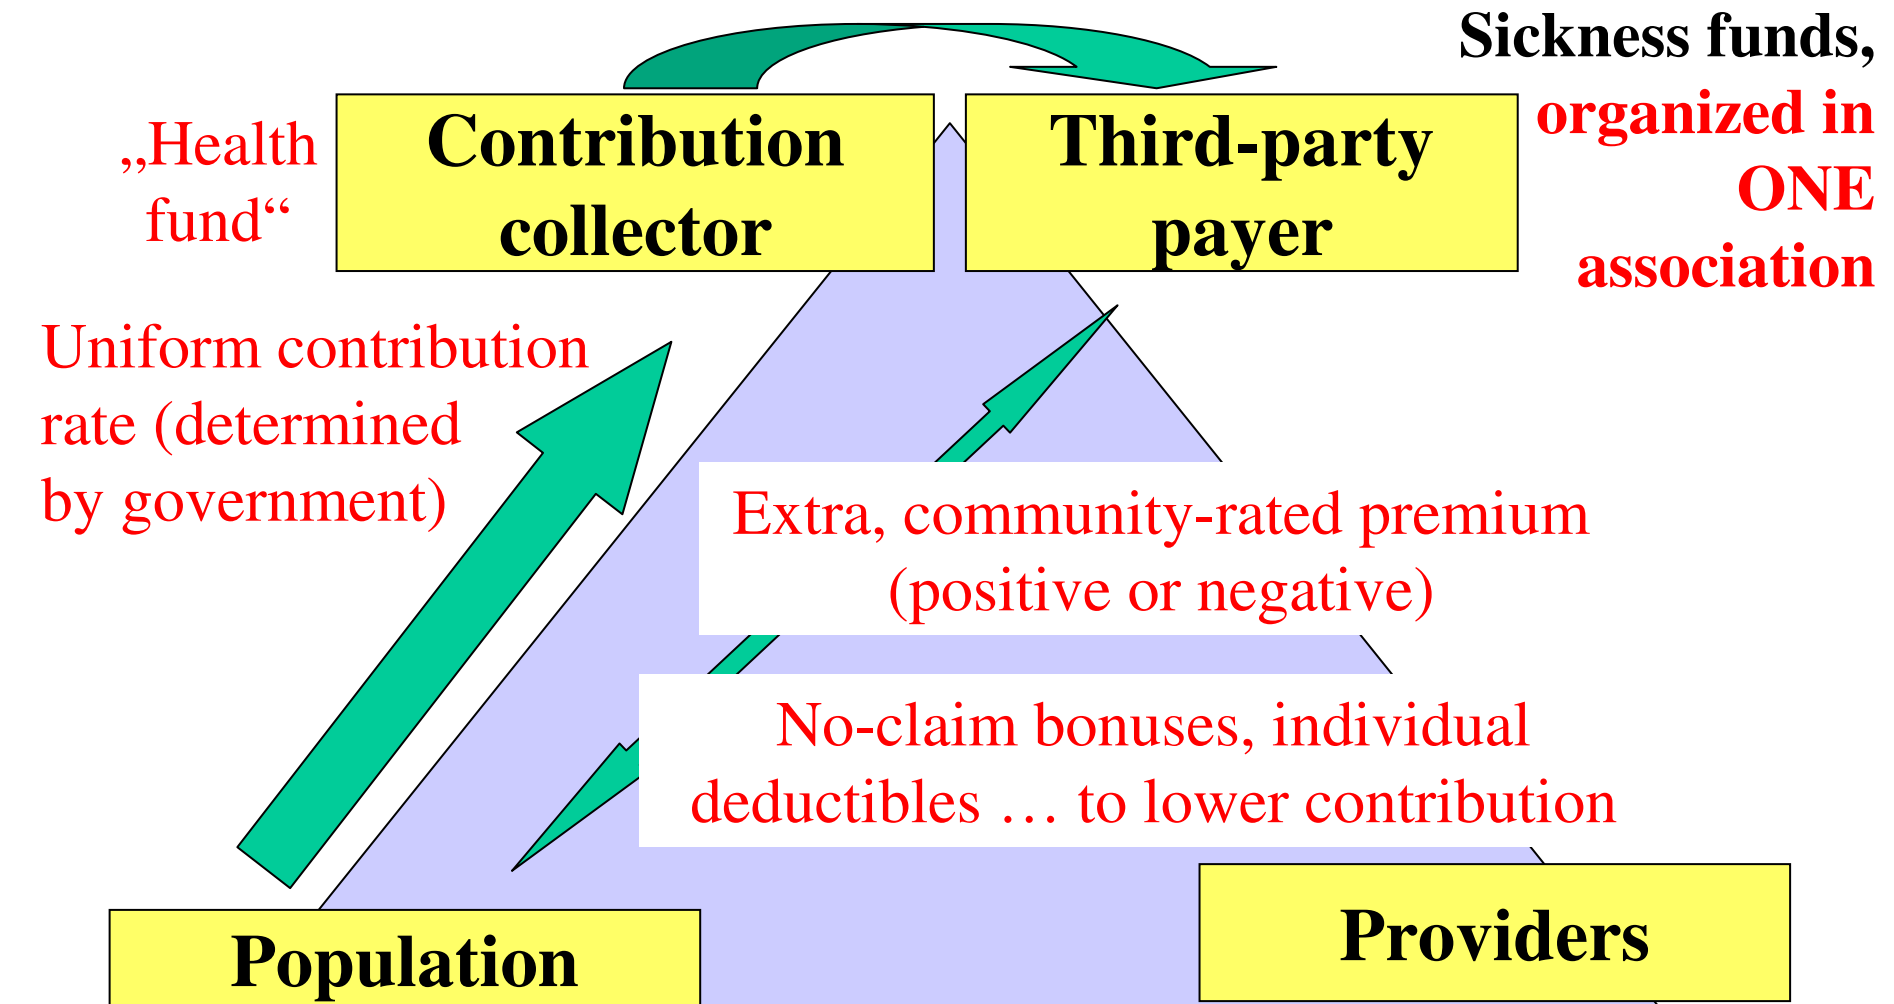 „Health
fund“
Contribution
collector
Third-party
payer
Sickness funds,
organized in
ONE
association
Uniform contribution
rate (determined
by government)
Extra, community-rated premium
(positive or negative)
No-claim bonuses, individual
deductibles … to lower contribution
Population
Providers